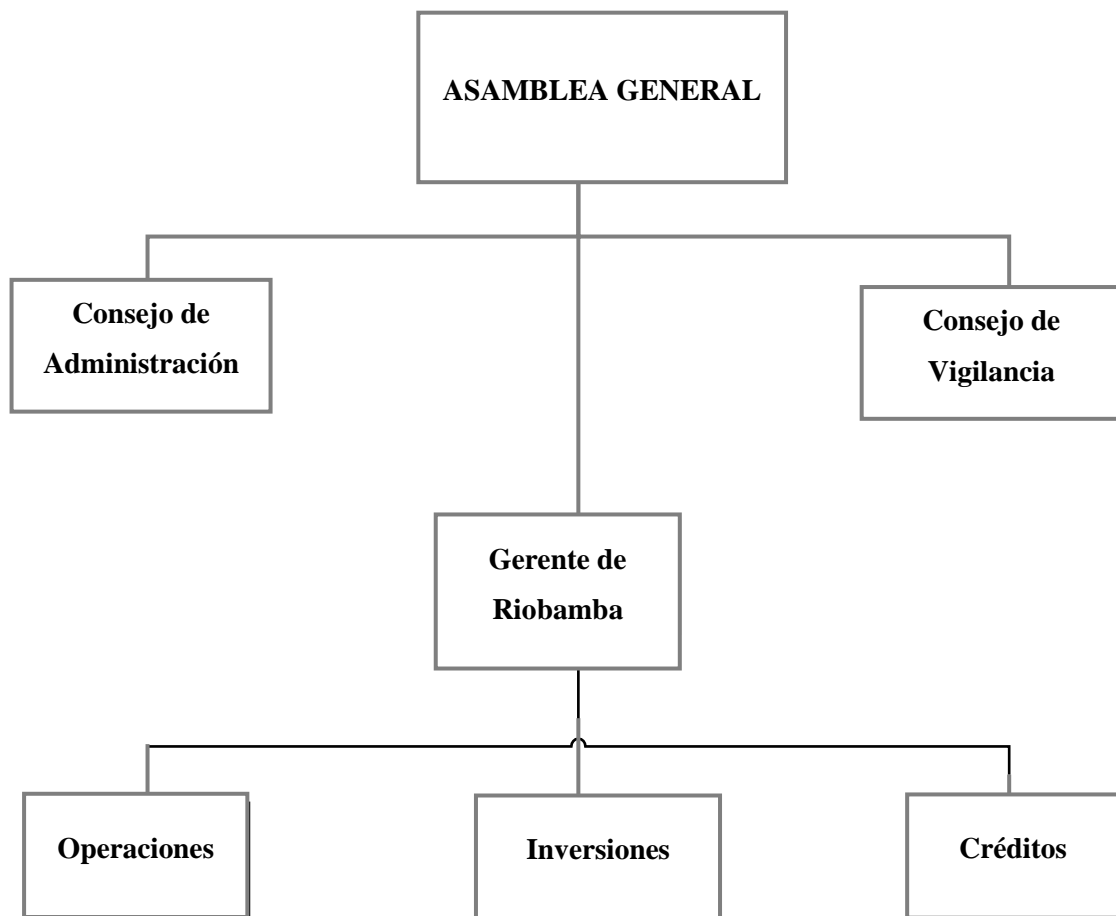 ASAMBLEA GENERAL
Consejo de
Administración
Consejo de
Vigilancia
Gerente de
Riobamba
Operaciones
Inversiones
Créditos